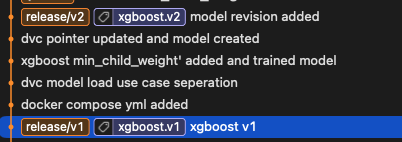 release/v2 xgboost.v2 model revision added
dvc pointer updated and model created
xgboost min_child_weight' added and trained model
dvc model load use case seperation
docker compose yml added
release/v1 xgboost.v1 xgboost v1